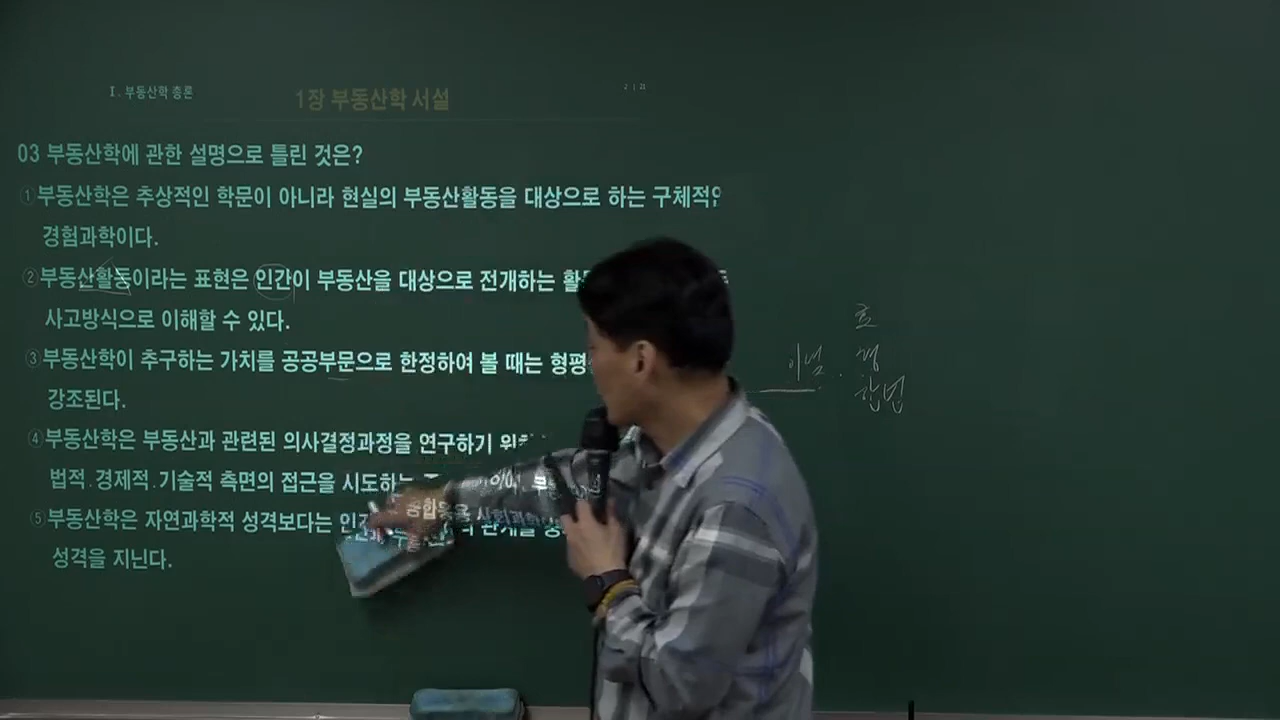 Ⅰ. 부동산학 총론
1장 부동산학 서설
2 | 21
03 부동산학에 관한 설명으로 틀린 것은?
①부동산학은 추상적인 학문이 아니라 현실의 부동산활동을 대상으로 하는 구체적인
경험과학이다.
②부동산활동이라는 표현은 인간이 부동산을 대상으로 전개하는
사고방식으로 이해할 수 있다.
③부동산학이 추구하는 가치를 공공부문으로 한정하여 볼 때는 형평
강조된다.
④부동산학은 부동산과 관련된 의사결정과정을 연구하기
법적.경제적.기술적 측면의 접근을 시도하는
⑤부동산학은 자연과학적 성격보다는
성격을 지닌다.
효
이념. 형
합법